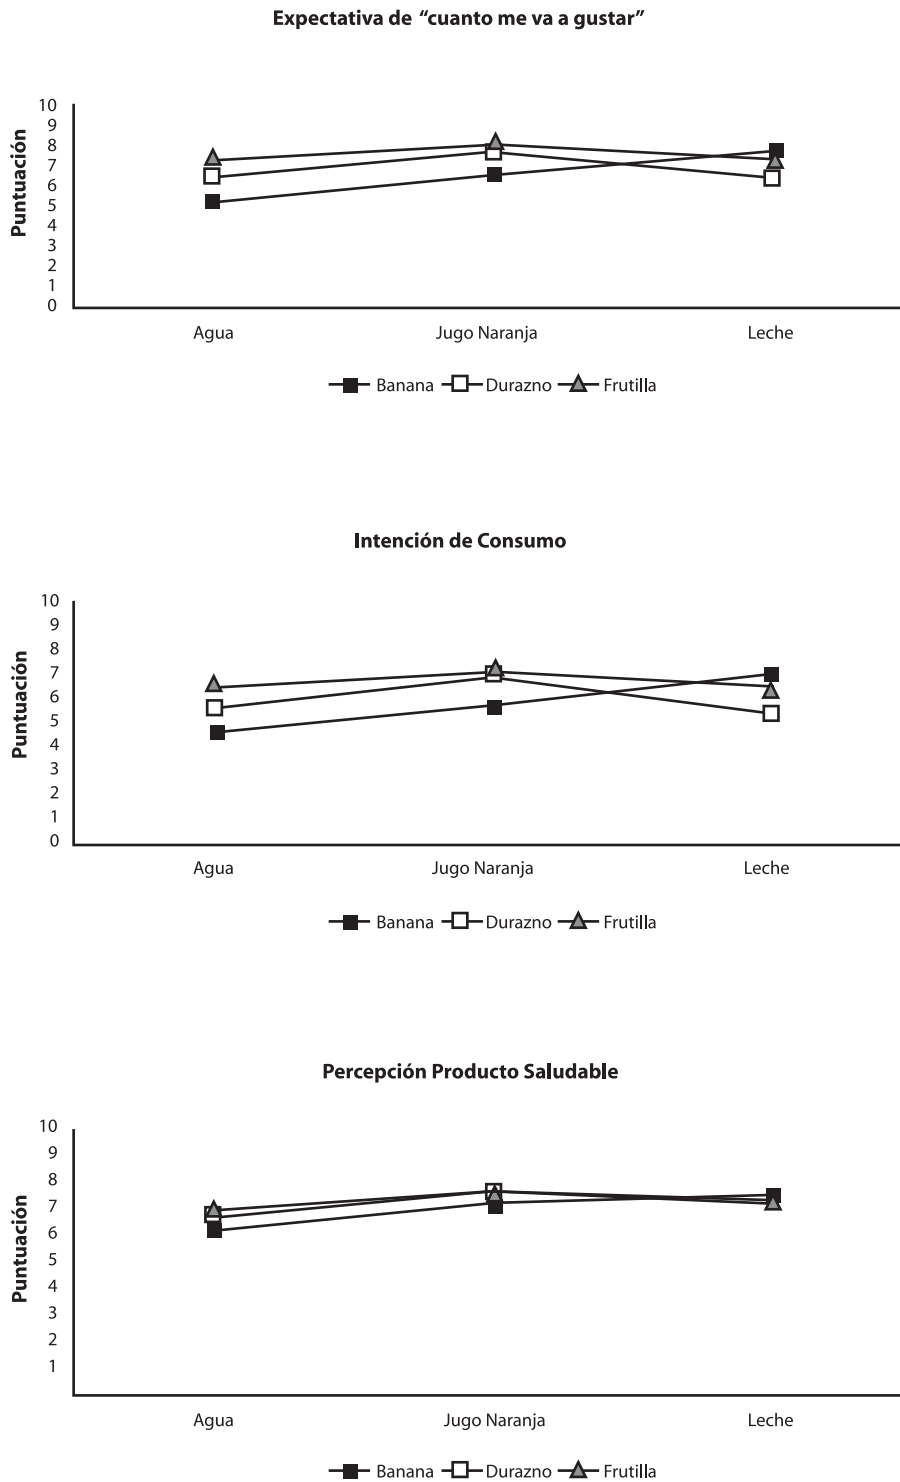 Expectativa de “cuanto me va a gustar”
Puntuación
10
9
8
7
6
5
4
3
2
1
0
Agua Jugo Naranja Leche
Banana Durazno Frutilla
Intención de Consumo
Puntuación
10
9
8
7
6
5
4
3
2
1
0
Agua Jugo Naranja Leche
Banana Durazno Frutilla
Percepción Producto Saludable
Puntuación
10
9
8
7
6
5
4
3
2
1
Agua Jugo Naranja Leche
Banana Durazno Frutilla